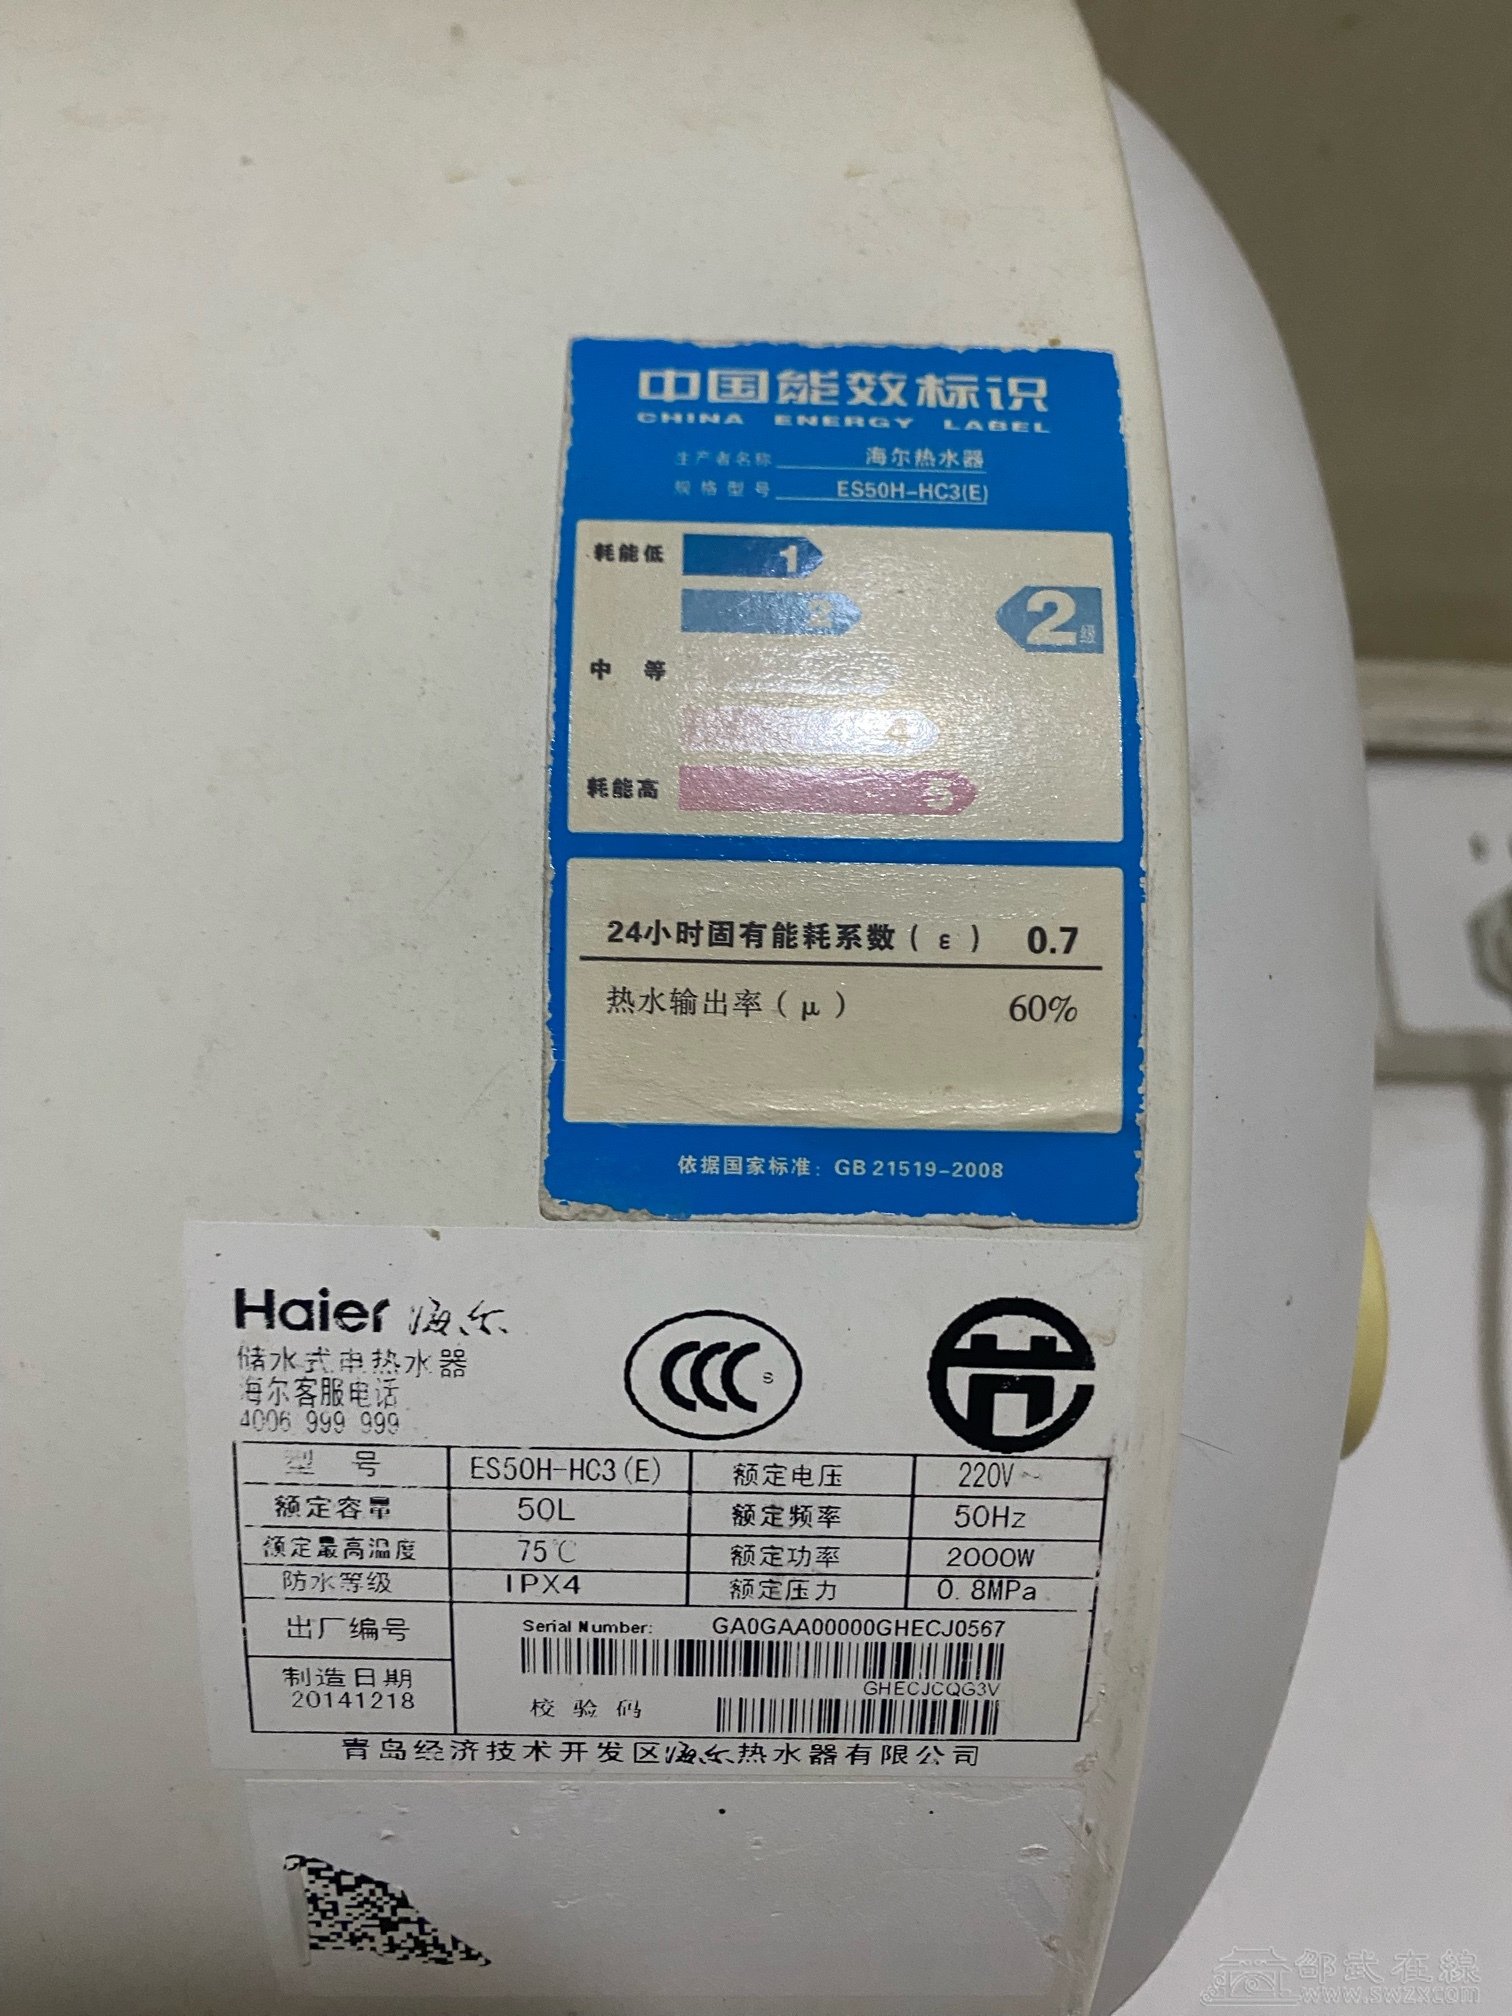 中国能效标识
CHINA ENERGY LABEL
生产者名称 海尔热水器
规格型号 ES50H-HC3(E)
耗能低 1
2
2级
中 等
4
耗能高 5
24小时固有能耗系数(ε) 0.7
热水输出率(μ) 60%
依据国家标准: GB 21519-2008
Haier 海尔
CCC S
储水式电热水器
海尔客服电话
4006 999 999
型 号 ES50H-HC3(E) 额定电压 220V~
额定容量 50L 额定频率 50Hz
额定最高温度 75℃ 额定功率 2000W
防水等级 IPX4 额定压力 0.8MPa
出厂编号 Serial Number: GA0GAA00000GHECJ0567
制造日期 GHECJCQG3V
20141218 校验码
青岛经济技术开发区海尔热水器有限公司
邵武在線
www.swzx.com